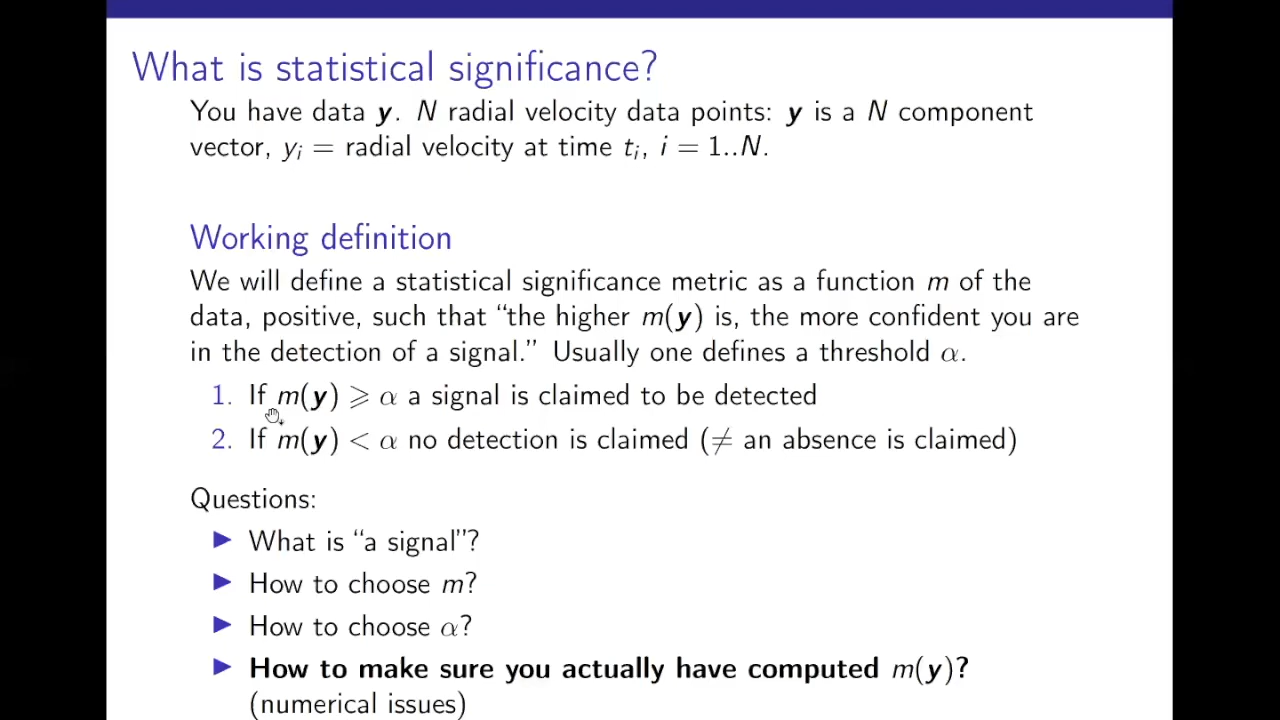 What is statistical significance?
You have data y. N radial velocity data points: y is a N component
vector, yᵢ = radial velocity at time tᵢ, i = 1..N.
Working definition
We will define a statistical significance metric as a function m of the
data, positive, such that “the higher m(y) is, the more confident you are
in the detection of a signal.” Usually one defines a threshold α.
1. If m(y) ⩾ α a signal is claimed to be detected
2. If m(y) < α no detection is claimed (≠ an absence is claimed)
Questions:
▶ What is “a signal”?
▶ How to choose m?
▶ How to choose α?
▶ How to make sure you actually have computed m(y)?
(numerical issues)